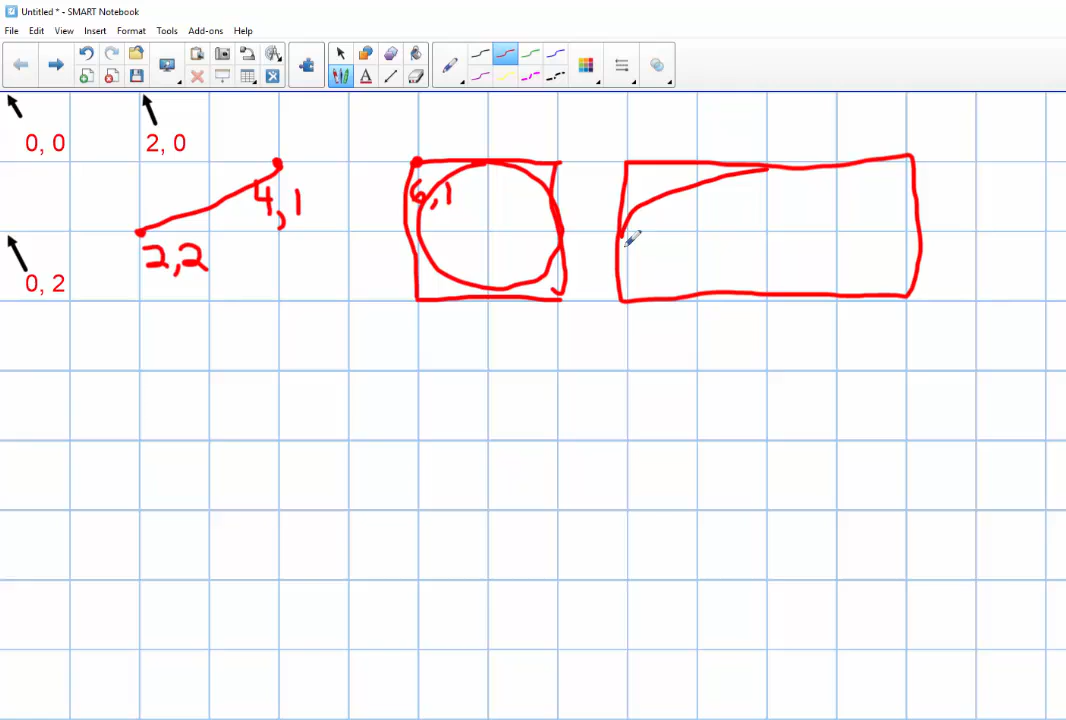 Untitled * - SMART Notebook
File Edit View Insert Format Tools Add-ons Help
A
0, 0
2, 0
4, 1
6, 1
2,2
0, 2